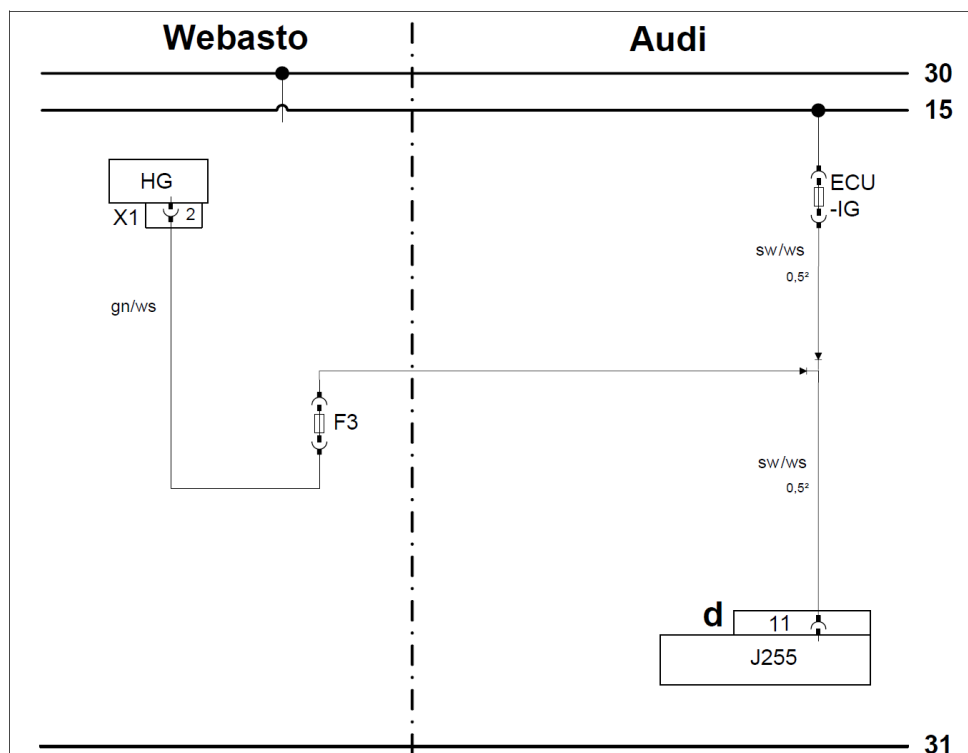 Webasto
Audi
30
15
HG
X1
2
ECU
-IG
sw/ws
0,5²
gn/ws
F3
sw/ws
0,5²
d
11
J255
31